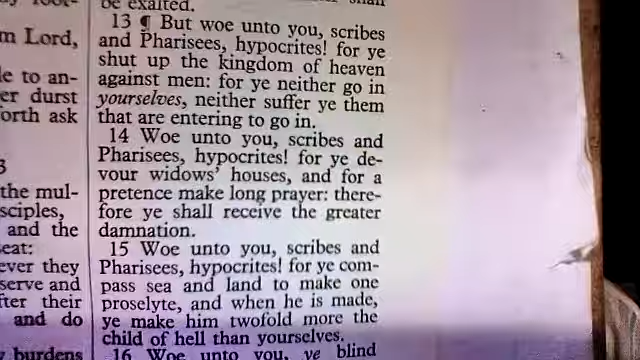 m Lord,
le to an-
er durst
orth ask
3
the mul-
sciples,
and the
seat:
ever they
serve and
fter their
and do
burdens
be exalted.
13 ¶ But woe unto you, scribes
and Pharisees, hypocrites! for ye
shut up the kingdom of heaven
against men: for ye neither go in
yourselves, neither suffer ye them
that are entering to go in.
14 Woe unto you, scribes and
Pharisees, hypocrites! for ye de-
vour widows' houses, and for a
pretence make long prayer: there-
fore ye shall receive the greater
damnation.
15 Woe unto you, scribes and
Pharisees, hypocrites! for ye com-
pass sea and land to make one
proselyte, and when he is made,
ye make him twofold more the
child of hell than yourselves.
16 Woe unto you, ye blind